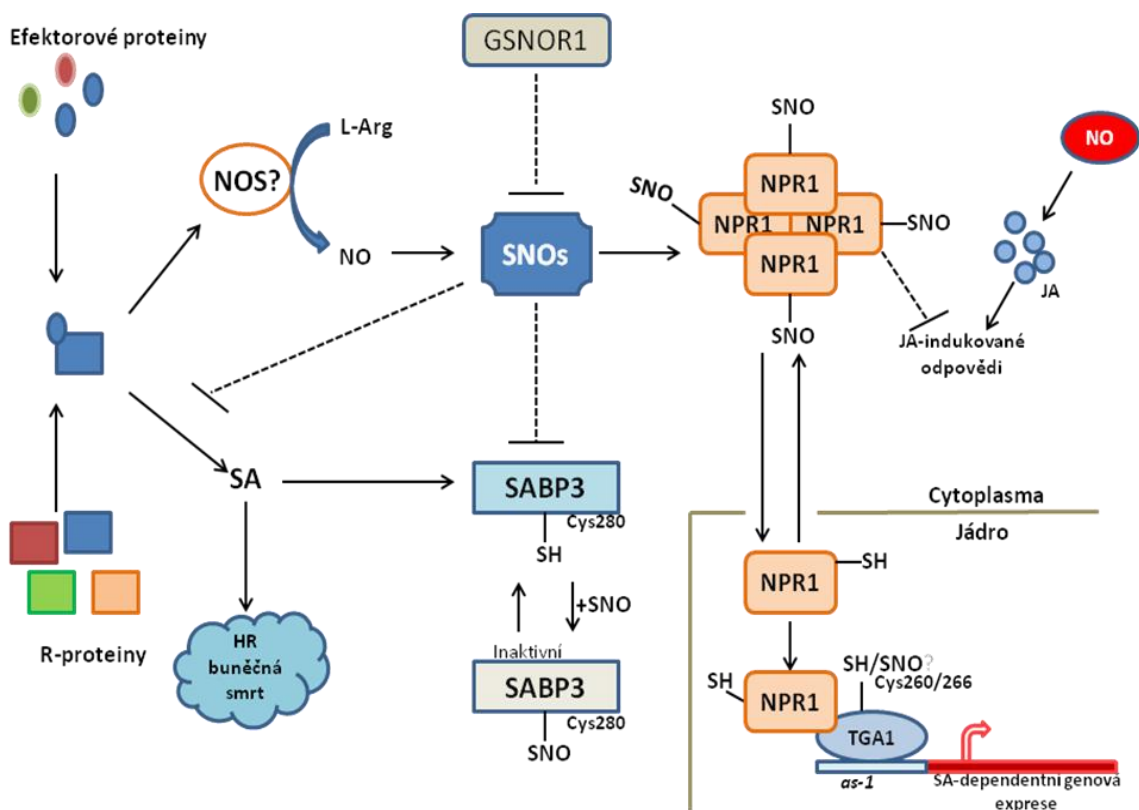 Efektorové proteiny
GSNOR1
L-Arg
NOS?
NO
SNOs
SNO
NPR1
SNO
NPR1
NPR1
SNO
NPR1
SNO
NO
JA
JA-indukované
odpovědi
SA
SABP3
Cys280
SH
+SNO
Inaktivní
SABP3
Cys280
SNO
R-proteiny
HR
buněčná
smrt
Cytoplasma
Jádro
NPR1
SH
SH
NPR1
SH/SNO?
Cys260/266
TGA1
as-1
SA-dependentní genová
exprese